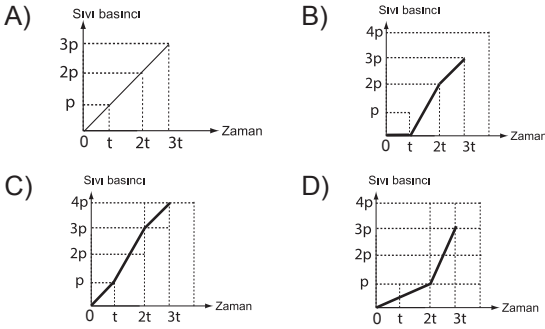 A)
Sıvı basıncı
3p
2p
p
0 t 2t 3t Zaman
B)
Sıvı basıncı
4p
3p
2p
p
0 t 2t 3t Zaman
C)
Sıvı basıncı
4p
3p
2p
p
0 t 2t 3t Zaman
D)
Sıvı basıncı
4p
3p
2p
p
0 t 2t 3t Zaman